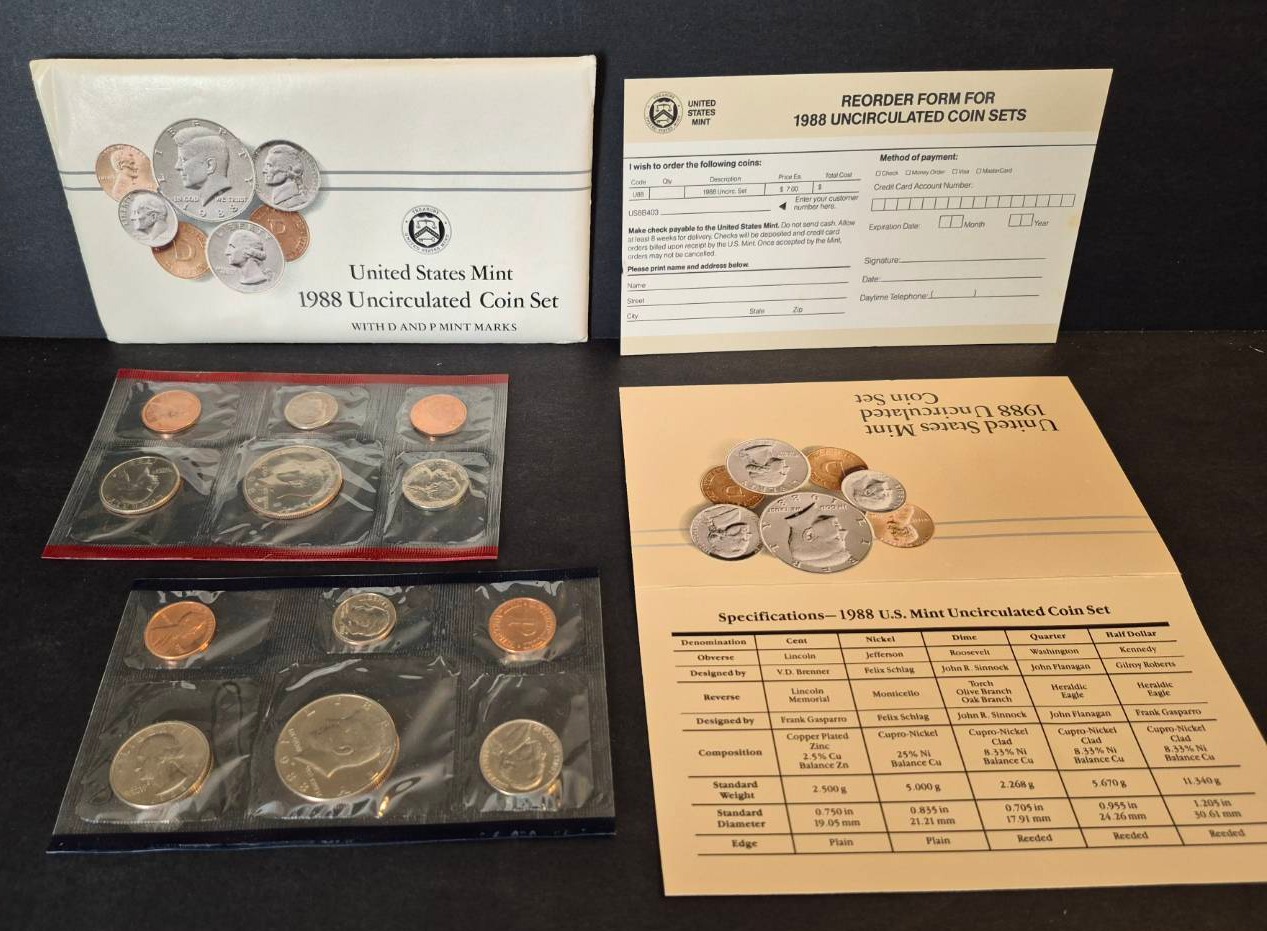 United States Mint
1988 Uncirculated Coin Set
WITH D AND P MINT MARKS
UNITED
STATES
MINT
REORDER FORM FOR
1988 UNCIRCULATED COIN SETS
I wish to order the following coins:
Code Qty Description Price Ea. Total Cost
U88 1988 Uncirc. Set $ 7.00 $
US8B403
Enter your customer
number here.
Make check payable to the United States Mint. Do not send cash. Allow
at least 8 weeks for delivery. Checks will be deposited and credit card
orders billed upon receipt by the U.S. Mint. Once accepted by the Mint,
orders may not be cancelled.
Please print name and address below.
Name
Street
City State Zip
Method of payment:
Check Money Order Visa MasterCard
Credit Card Account Number:
Expiration Date: Month Year
Signature:
Date:
Daytime Telephone: ( )
United States Mint
1988 Uncirculated
Coin Set
Specifications—1988 U.S. Mint Uncirculated Coin Set
Denomination Cent Nickel Dime Quarter Half Dollar
Obverse Lincoln Jefferson Roosevelt Washington Kennedy
Designed by V.D. Brenner Felix Schlag John R. Sinnock John Flanagan Gilroy Roberts
Reverse Lincoln Memorial Monticello Torch Olive Branch Oak Branch Heraldic Eagle Heraldic Eagle
Designed by Frank Gasparro Felix Schlag John R. Sinnock John Flanagan Frank Gasparro
Composition Copper Plated Zinc 2.5% Cu Balance Zn Cupro-Nickel 25% Ni Balance Cu Cupro-Nickel Clad 8.33% Ni Balance Cu Cupro-Nickel Clad 8.33% Ni Balance Cu Cupro-Nickel Clad 8.33% Ni Balance Cu
Standard Weight 2.500 g 5.000 g 2.268 g 5.670 g 11.340 g
Standard Diameter 0.750 in 19.05 mm 0.835 in 21.21 mm 0.705 in 17.91 mm 0.955 in 24.26 mm 1.205 in 30.61 mm
Edge Plain Plain Reeded Reeded Reeded